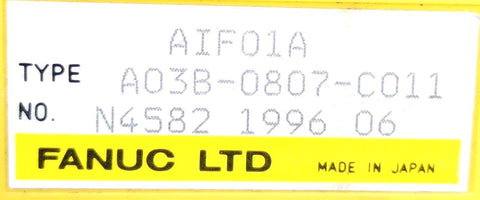 AIF01A
TYPE A03B-0807-C011
NO. N4582 1996 06
FANUC LTD MADE IN JAPAN